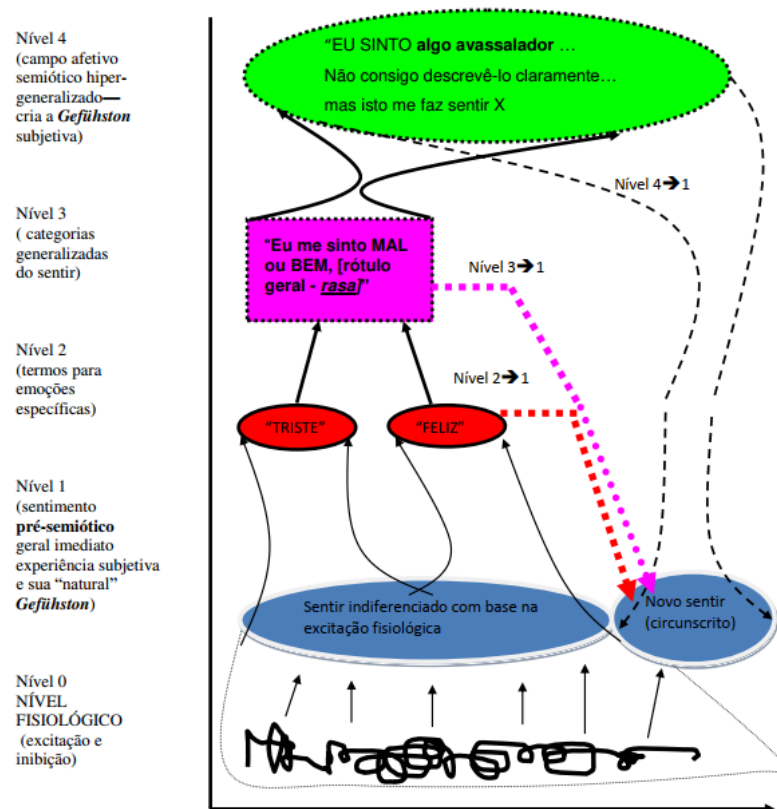 Nível 4
(campo afetivo
semiótico hiper-
generalizado—
cria a Gefühston
subjetiva)
"EU SINTO algo avassalador ...
Não consigo descrevê-lo claramente...
mas isto me faz sentir X
Nível 4➔1
Nível 3
( categorias
generalizadas
do sentir)
"Eu me sinto MAL
ou BEM, [rótulo
geral - rasa]"
Nível 3➔1
Nível 2
(termos para
emoções
específicas)
Nível 2➔1
"TRISTE"
"FELIZ"
Nível 1
(sentimento
pré-semiótico
geral imediato
experiência subjetiva
e sua "natural"
Gefühston)
Sentir indiferenciado com base na
excitação fisiológica
Novo sentir
(circunscrito)
Nível 0
NÍVEL
FISIOLÓGICO
(excitação e
inibição)